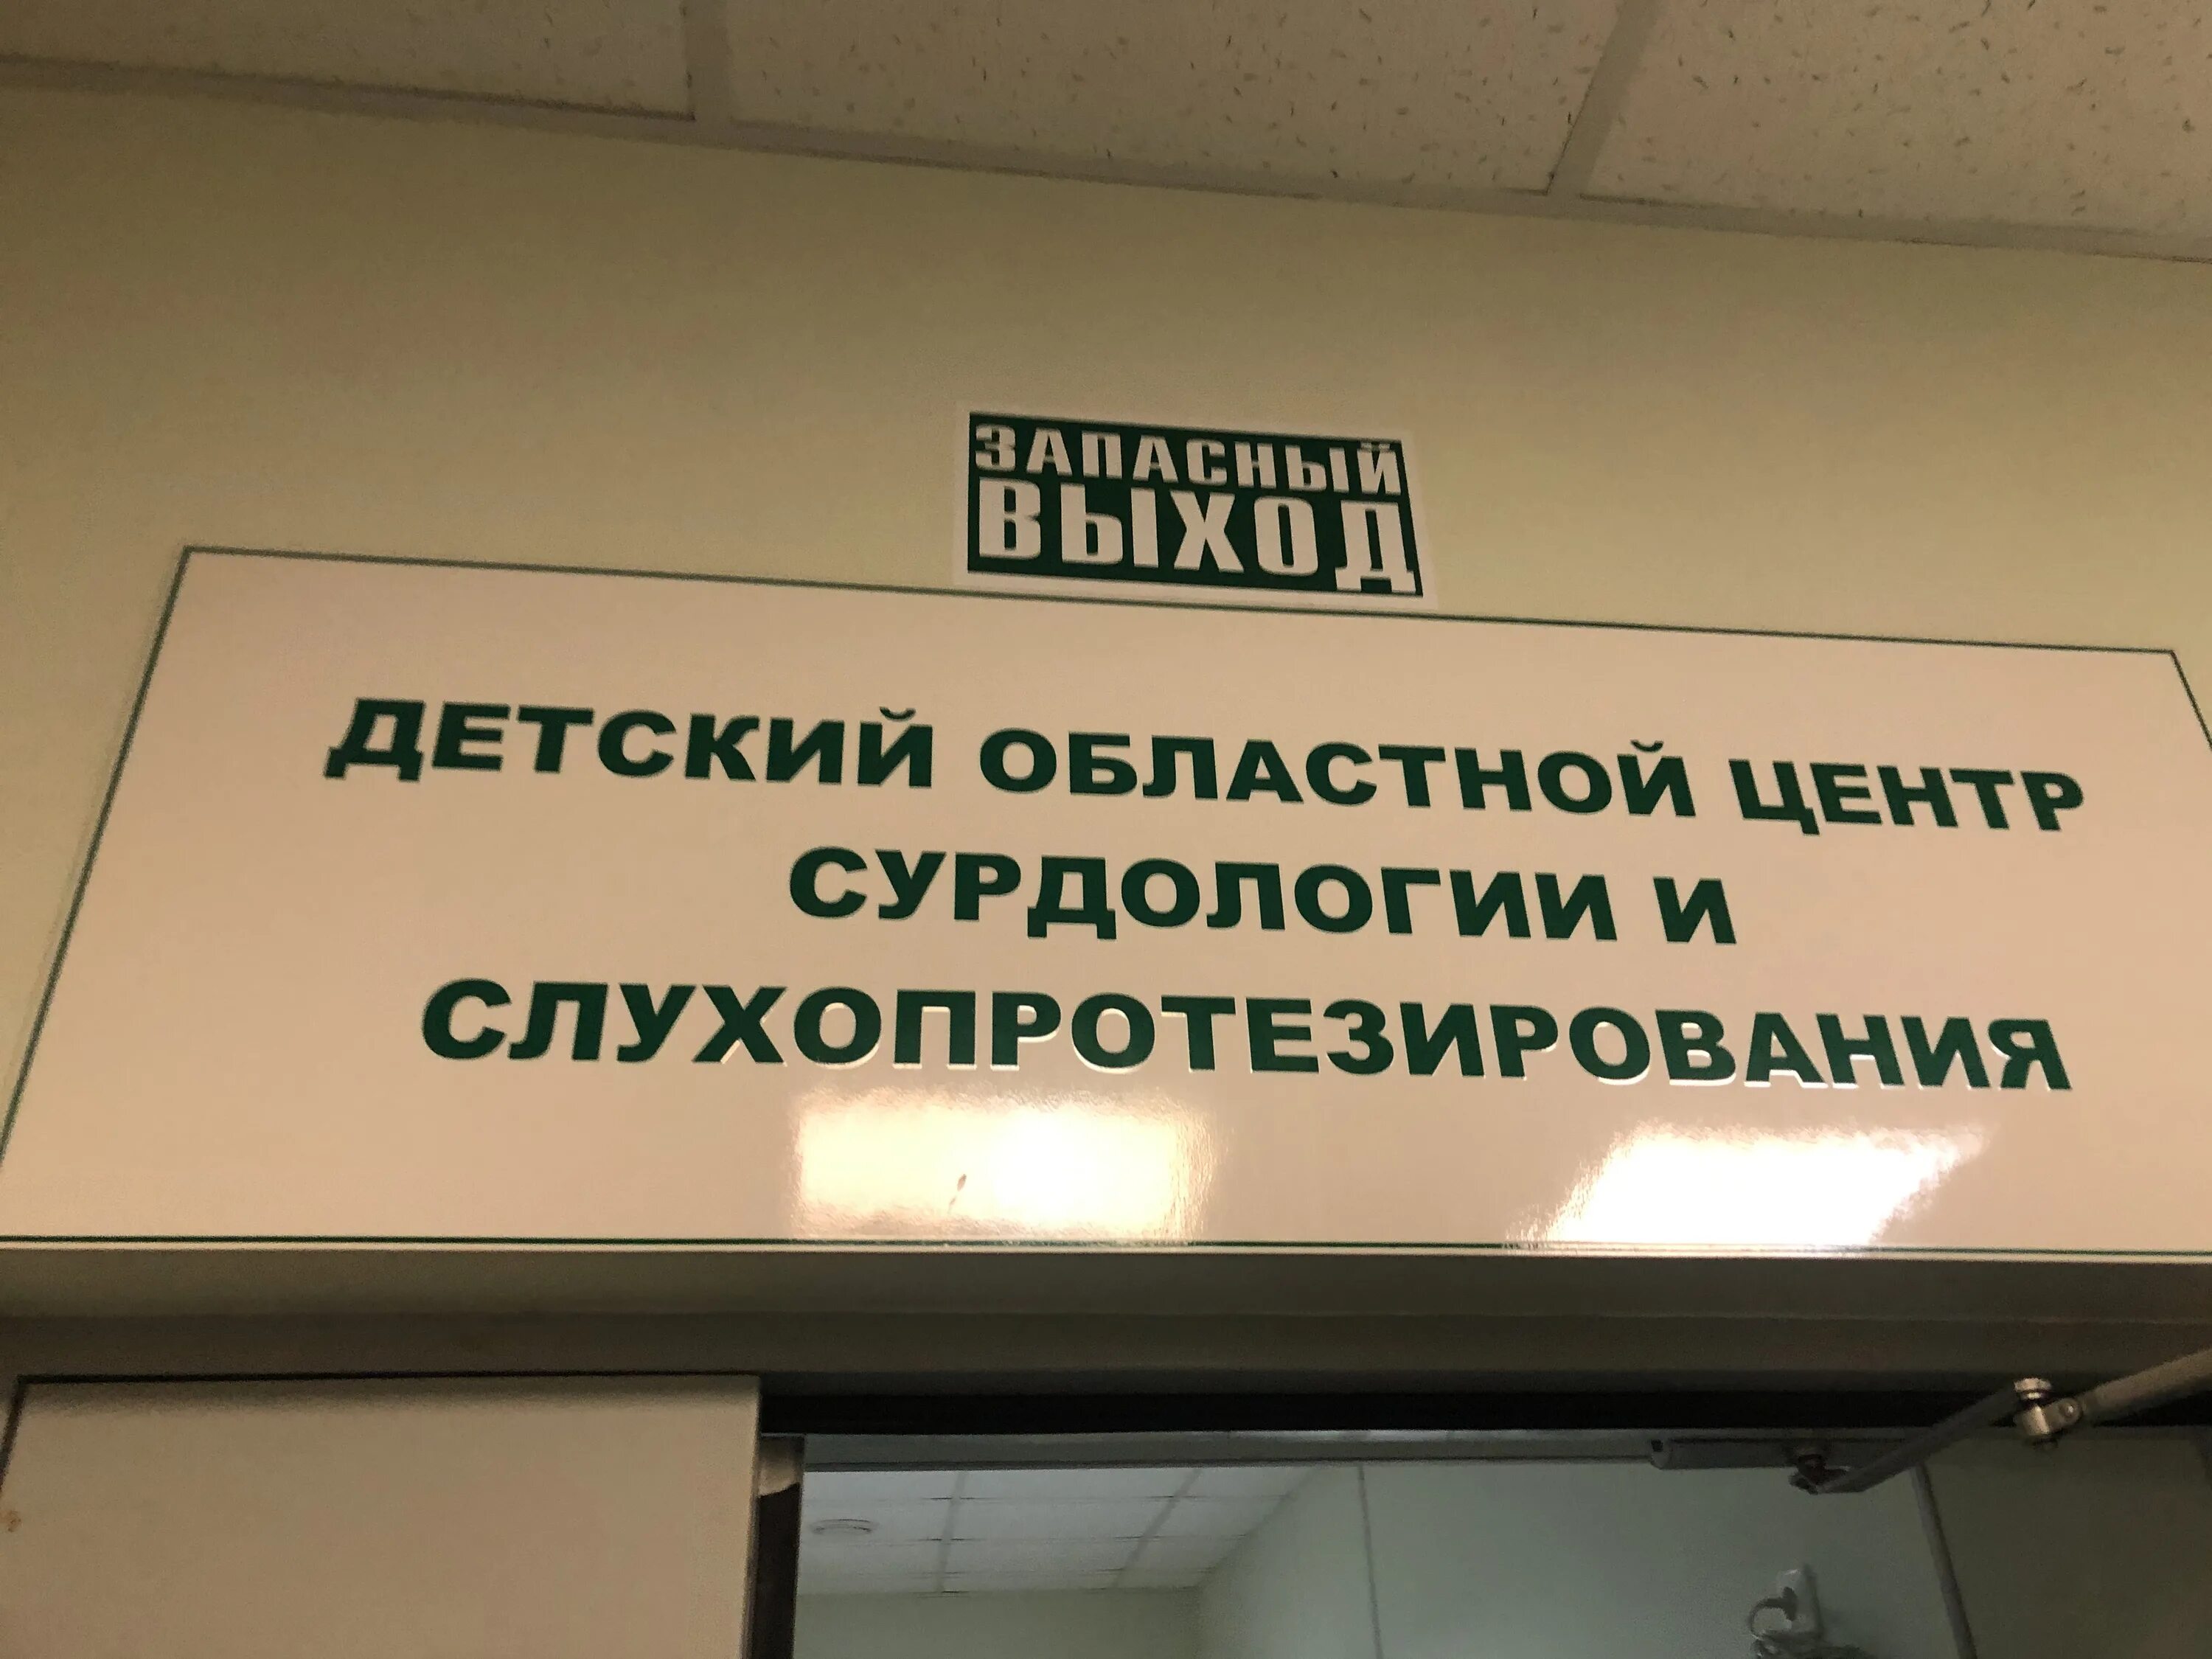 ЗАПАСНЫЙ
ВЫХОД
ДЕТСКИЙ ОБЛАСТНОЙ ЦЕНТР
СУРДОЛОГИИ И
СЛУХОПРОТЕЗИРОВАНИЯ